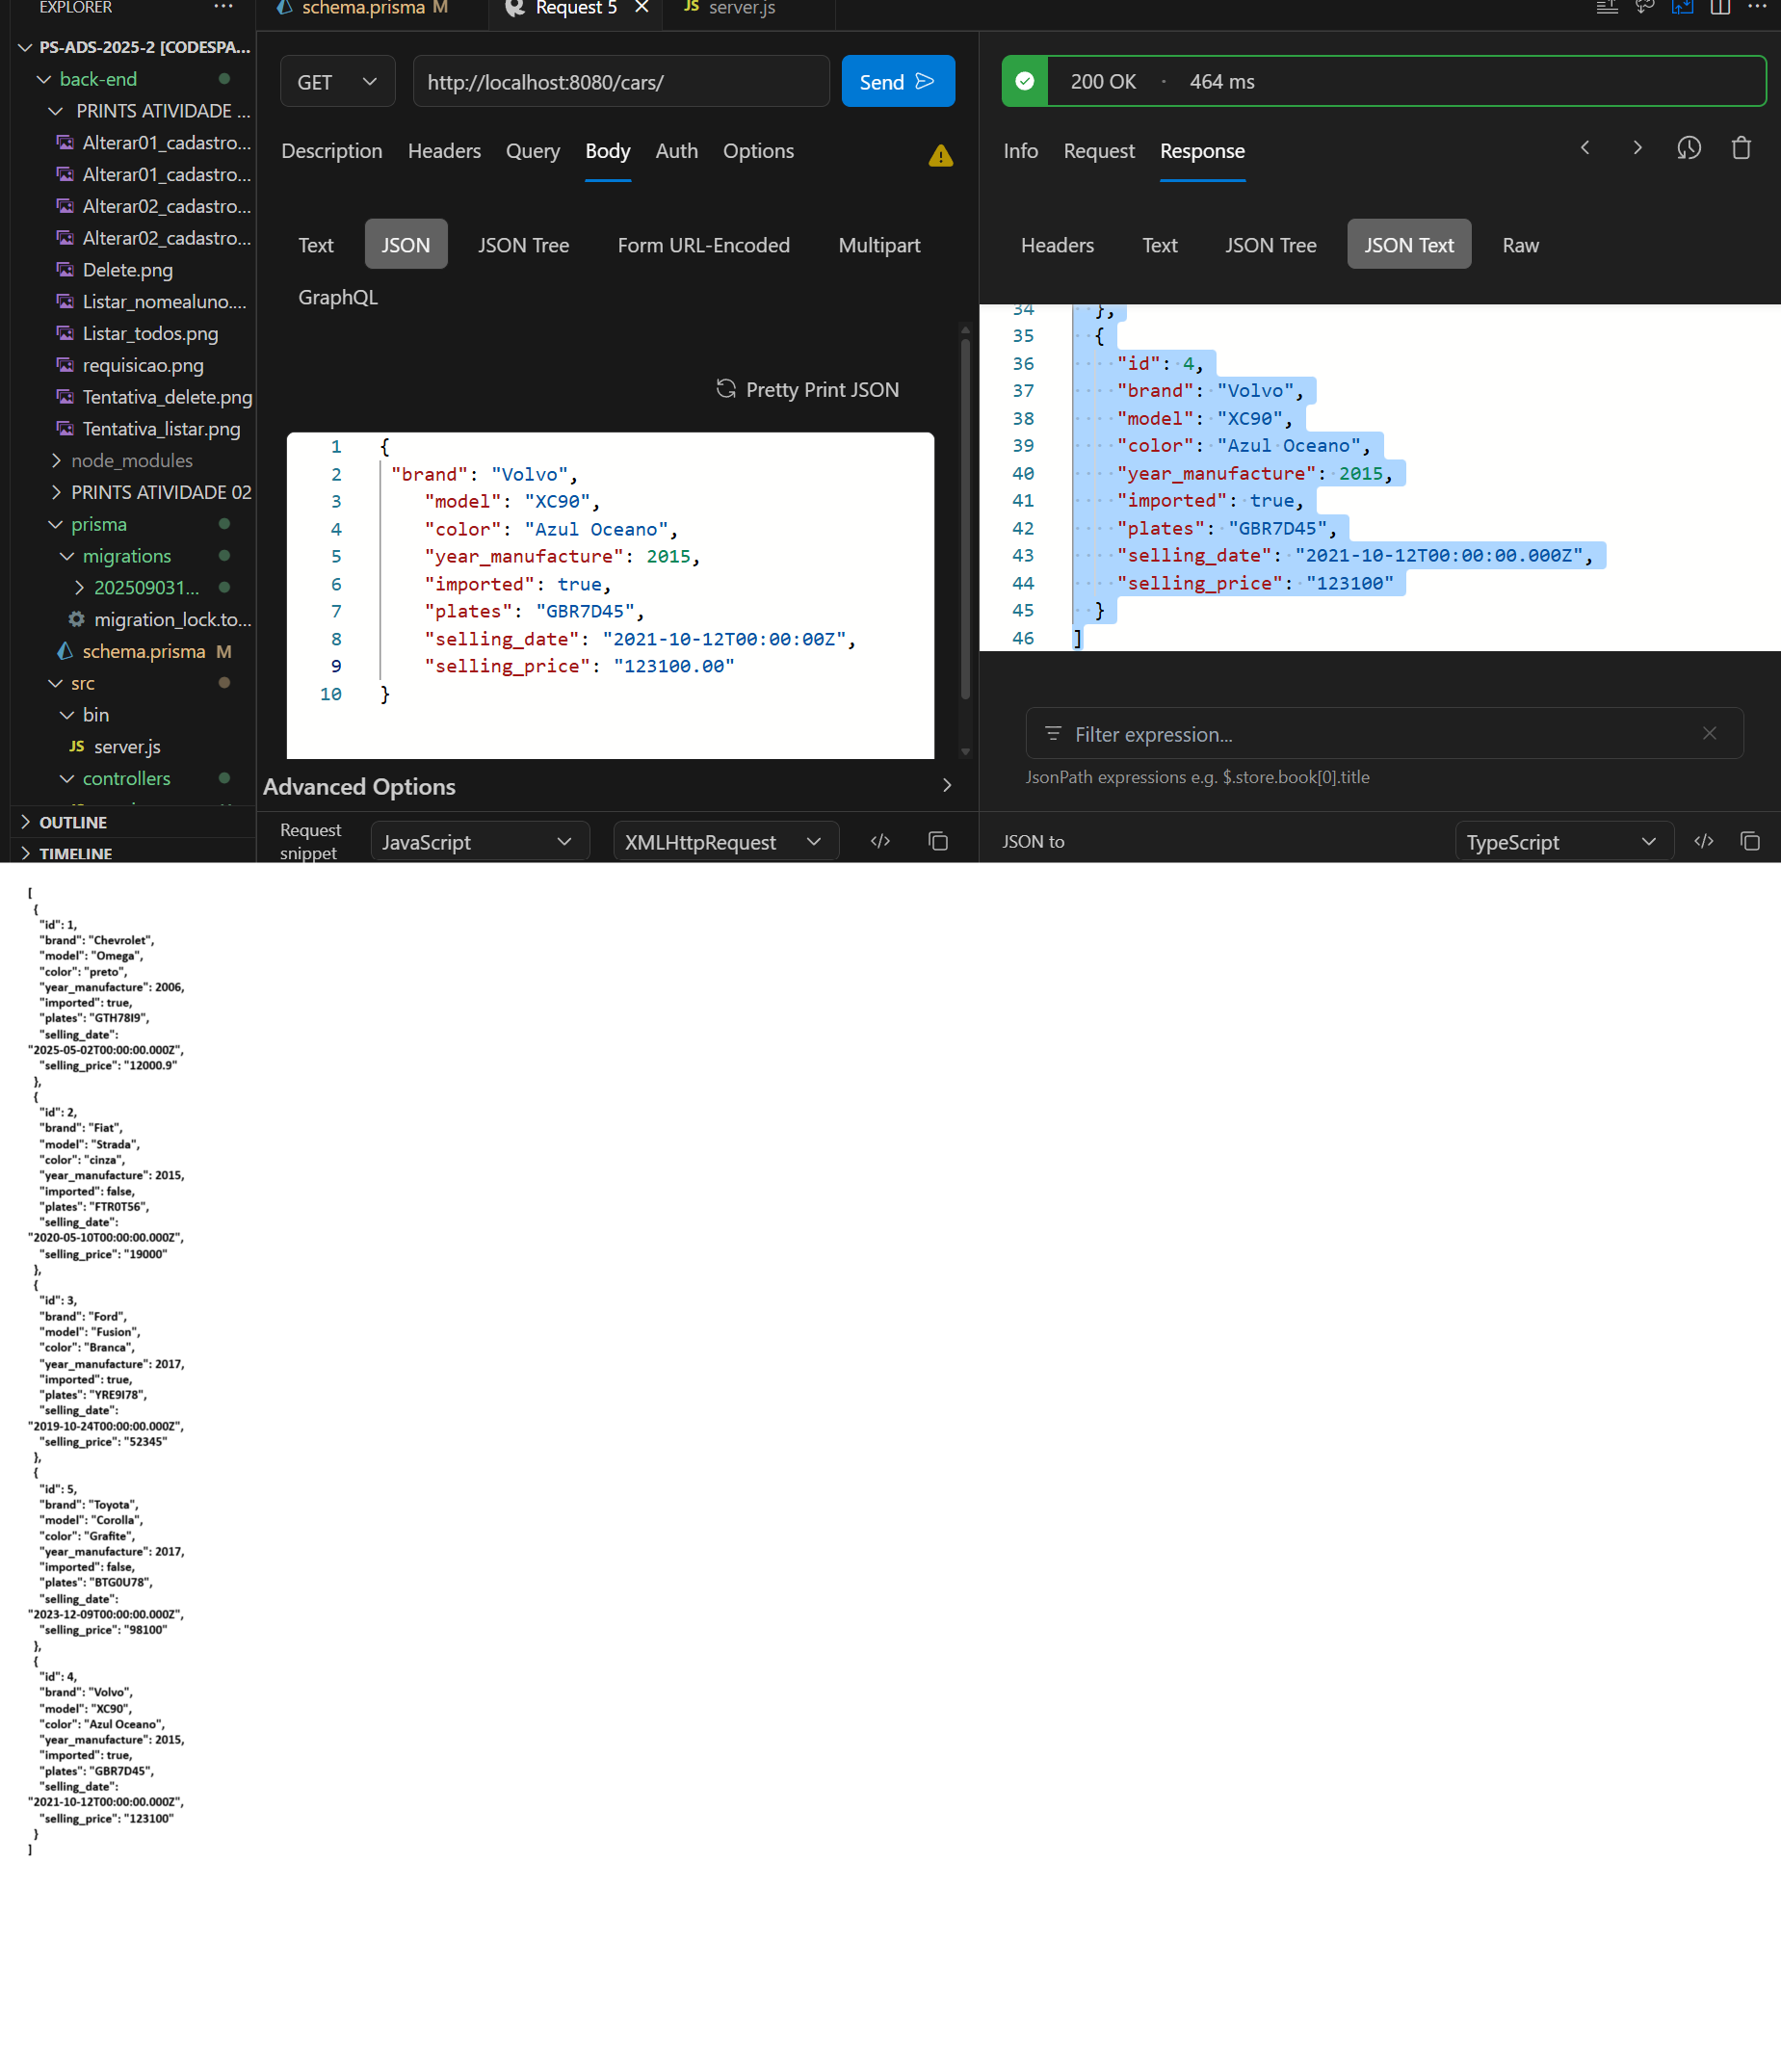 EXPLORER
···
schema.prisma M
Request 5
JS server.js
PS-ADS-2025-2 [CODESPA...
back-end
PRINTS ATIVIDADE ...
Alterar01_cadastro...
Alterar01_cadastro...
Alterar02_cadastro...
Alterar02_cadastro...
Delete.png
Listar_nomealuno....
Listar_todos.png
requisicao.png
Tentativa_delete.png
Tentativa_listar.png
node_modules
PRINTS ATIVIDADE 02
prisma
migrations
202509031...
migration_lock.to...
schema.prisma M
src
bin
JS server.js
controllers
OUTLINE
TIMELINE
GET
http://localhost:8080/cars/
Send
Description Headers Query Body Auth Options
Text JSON JSON Tree Form URL-Encoded Multipart
GraphQL
Pretty Print JSON
1 {
2 "brand": "Volvo",
3 "model": "XC90",
4 "color": "Azul Oceano",
5 "year_manufacture": 2015,
6 "imported": true,
7 "plates": "GBR7D45",
8 "selling_date": "2021-10-12T00:00:00Z",
9 "selling_price": "123100.00"
10 }
Advanced Options
Request
snippet
JavaScript
XMLHttpRequest
200 OK · 464 ms
Info Request Response
Headers Text JSON Tree JSON Text Raw
34 },
35 {
36 "id": 4,
37 "brand": "Volvo",
38 "model": "XC90",
39 "color": "Azul Oceano",
40 "year_manufacture": 2015,
41 "imported": true,
42 "plates": "GBR7D45",
43 "selling_date": "2021-10-12T00:00:00.000Z",
44 "selling_price": "123100"
45 }
46 ]
Filter expression...
JsonPath expressions e.g. $.store.book[0].title
JSON to
TypeScript
[
{
"id": 1,
"brand": "Chevrolet",
"model": "Omega",
"color": "preto",
"year_manufacture": 2006,
"imported": true,
"plates": "GTH78I9",
"selling_date":
"2025-05-02T00:00:00.000Z",
"selling_price": "12000.9"
},
{
"id": 2,
"brand": "Fiat",
"model": "Strada",
"color": "cinza",
"year_manufacture": 2015,
"imported": false,
"plates": "FTR0T56",
"selling_date":
"2020-05-10T00:00:00.000Z",
"selling_price": "19000"
},
{
"id": 3,
"brand": "Ford",
"model": "Fusion",
"color": "Branca",
"year_manufacture": 2017,
"imported": true,
"plates": "YRE9I78",
"selling_date":
"2019-10-24T00:00:00.000Z",
"selling_price": "52345"
},
{
"id": 5,
"brand": "Toyota",
"model": "Corolla",
"color": "Grafite",
"year_manufacture": 2017,
"imported": false,
"plates": "BTG0U78",
"selling_date":
"2023-12-09T00:00:00.000Z",
"selling_price": "98100"
},
{
"id": 4,
"brand": "Volvo",
"model": "XC90",
"color": "Azul Oceano",
"year_manufacture": 2015,
"imported": true,
"plates": "GBR7D45",
"selling_date":
"2021-10-12T00:00:00.000Z",
"selling_price": "123100"
}
]